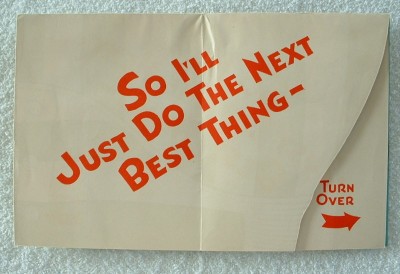 So I'll
Just Do The Next
Best Thing-
Turn
Over